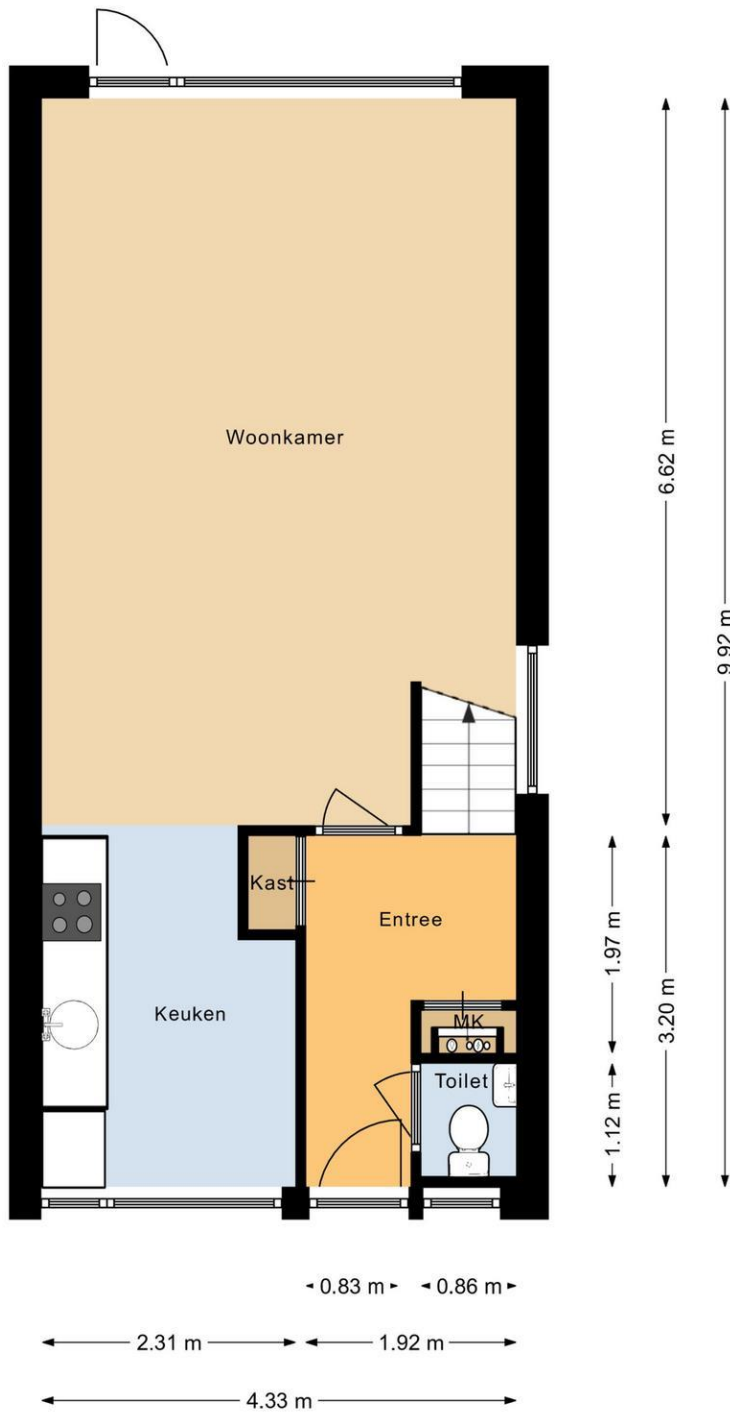 Woonkamer
6.62 m
9.92 m
Kast
Entree
1.97 m
Keuken
MK
3.20 m
Toilet
1.12 m
0.83 m
0.86 m
2.31 m
1.92 m
4.33 m